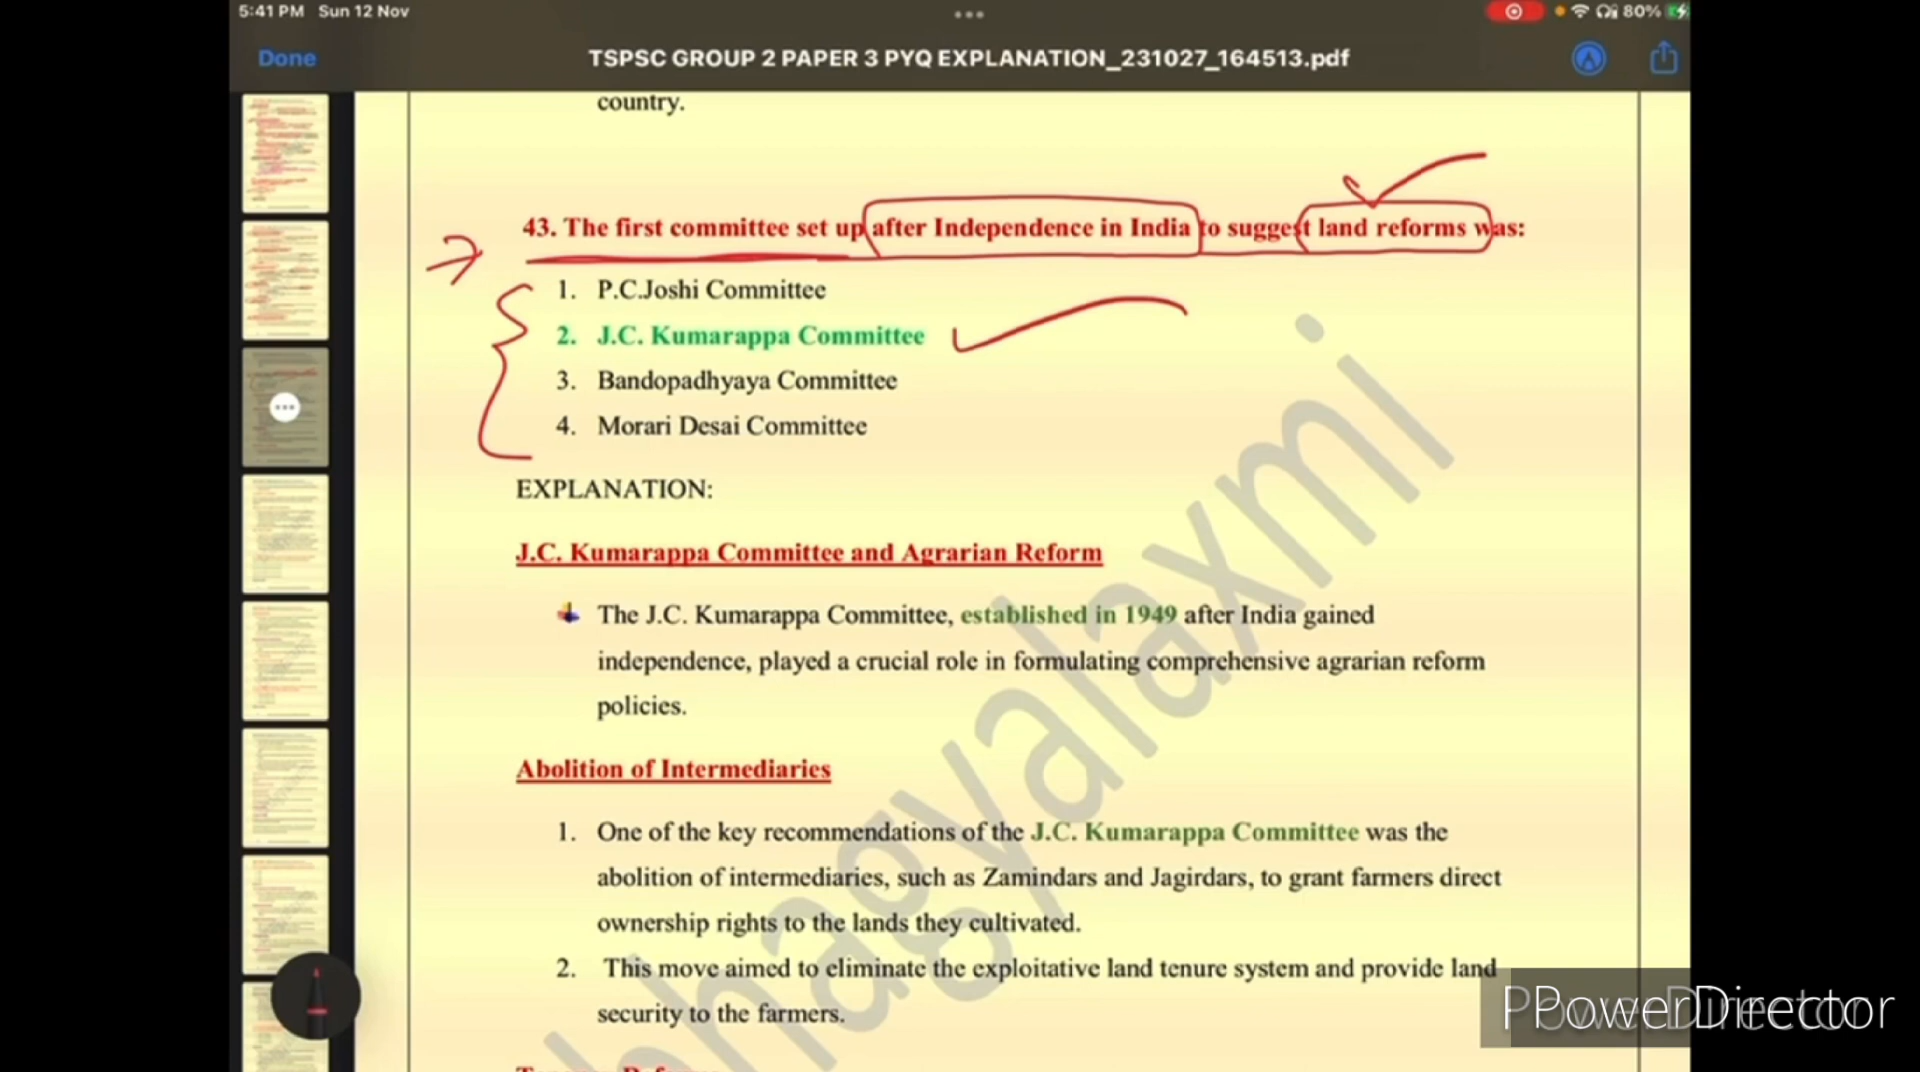 5:41 PM Sun 12 Nov
80%
Done
TSPSC GROUP 2 PAPER 3 PYQ EXPLANATION_231027_164513.pdf
country.
43. The first committee set up after Independence in India to suggest land reforms was:
1. P.C.Joshi Committee
2. J.C. Kumarappa Committee
3. Bandopadhyaya Committee
4. Morari Desai Committee
EXPLANATION:
J.C. Kumarappa Committee and Agrarian Reform
The J.C. Kumarappa Committee, established in 1949 after India gained
independence, played a crucial role in formulating comprehensive agrarian reform
policies.
Abolition of Intermediaries
1. One of the key recommendations of the J.C. Kumarappa Committee was the
abolition of intermediaries, such as Zamindars and Jagirdars, to grant farmers direct
ownership rights to the lands they cultivated.
2. This move aimed to eliminate the exploitative land tenure system and provide land
security to the farmers.
hagyalaxmi
PowerDirector